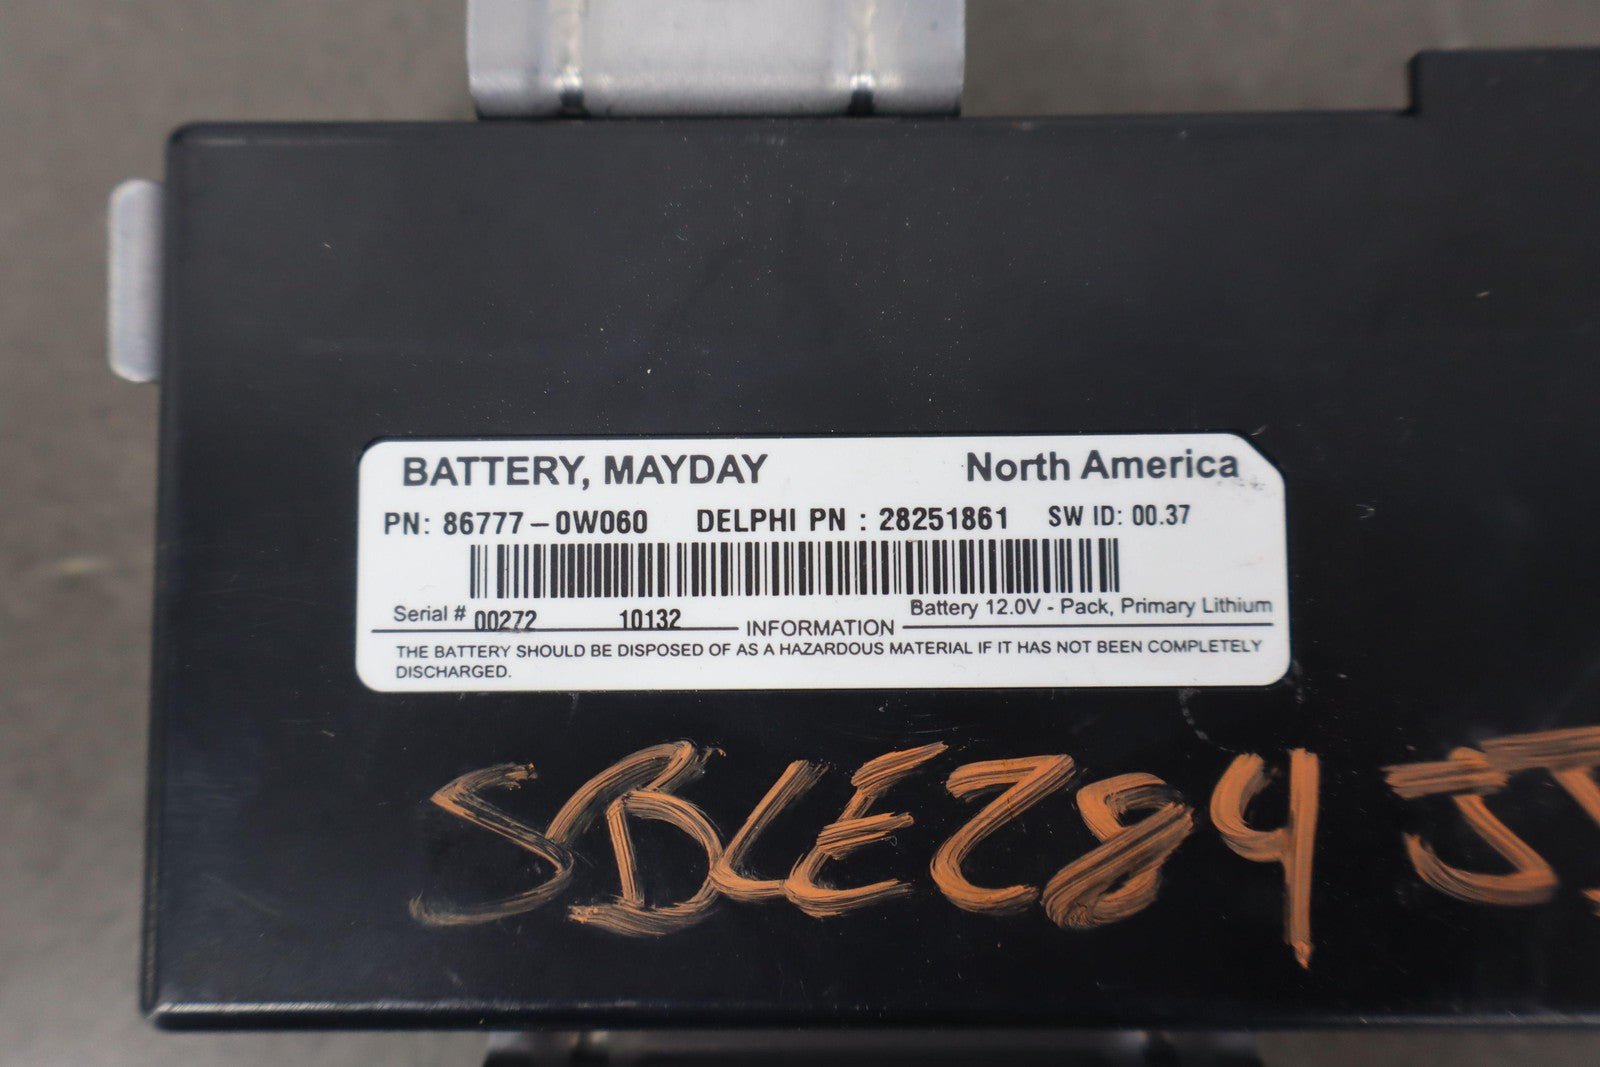 BATTERY, MAYDAY North America
PN: 86777-0W060 DELPHI PN : 28251861 SW ID: 00.37
Serial # 00272 10132 Battery 12.0V - Pack, Primary Lithium
INFORMATION
THE BATTERY SHOULD BE DISPOSED OF AS A HAZARDOUS MATERIAL IF IT HAS NOT BEEN COMPLETELY
DISCHARGED.